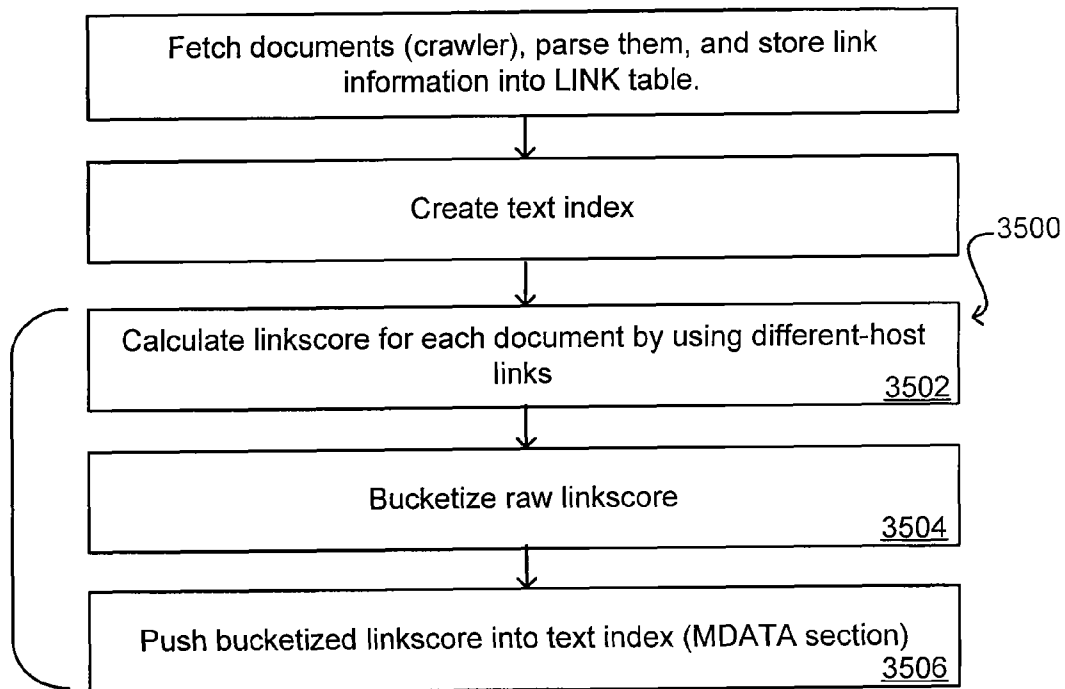 Fetch documents (crawler), parse them, and store link
information into LINK table.
Create text index
3500
Calculate linkscore for each document by using different-host
links
3502
Bucketize raw linkscore
3504
Push bucketized linkscore into text index (MDATA section)
3506